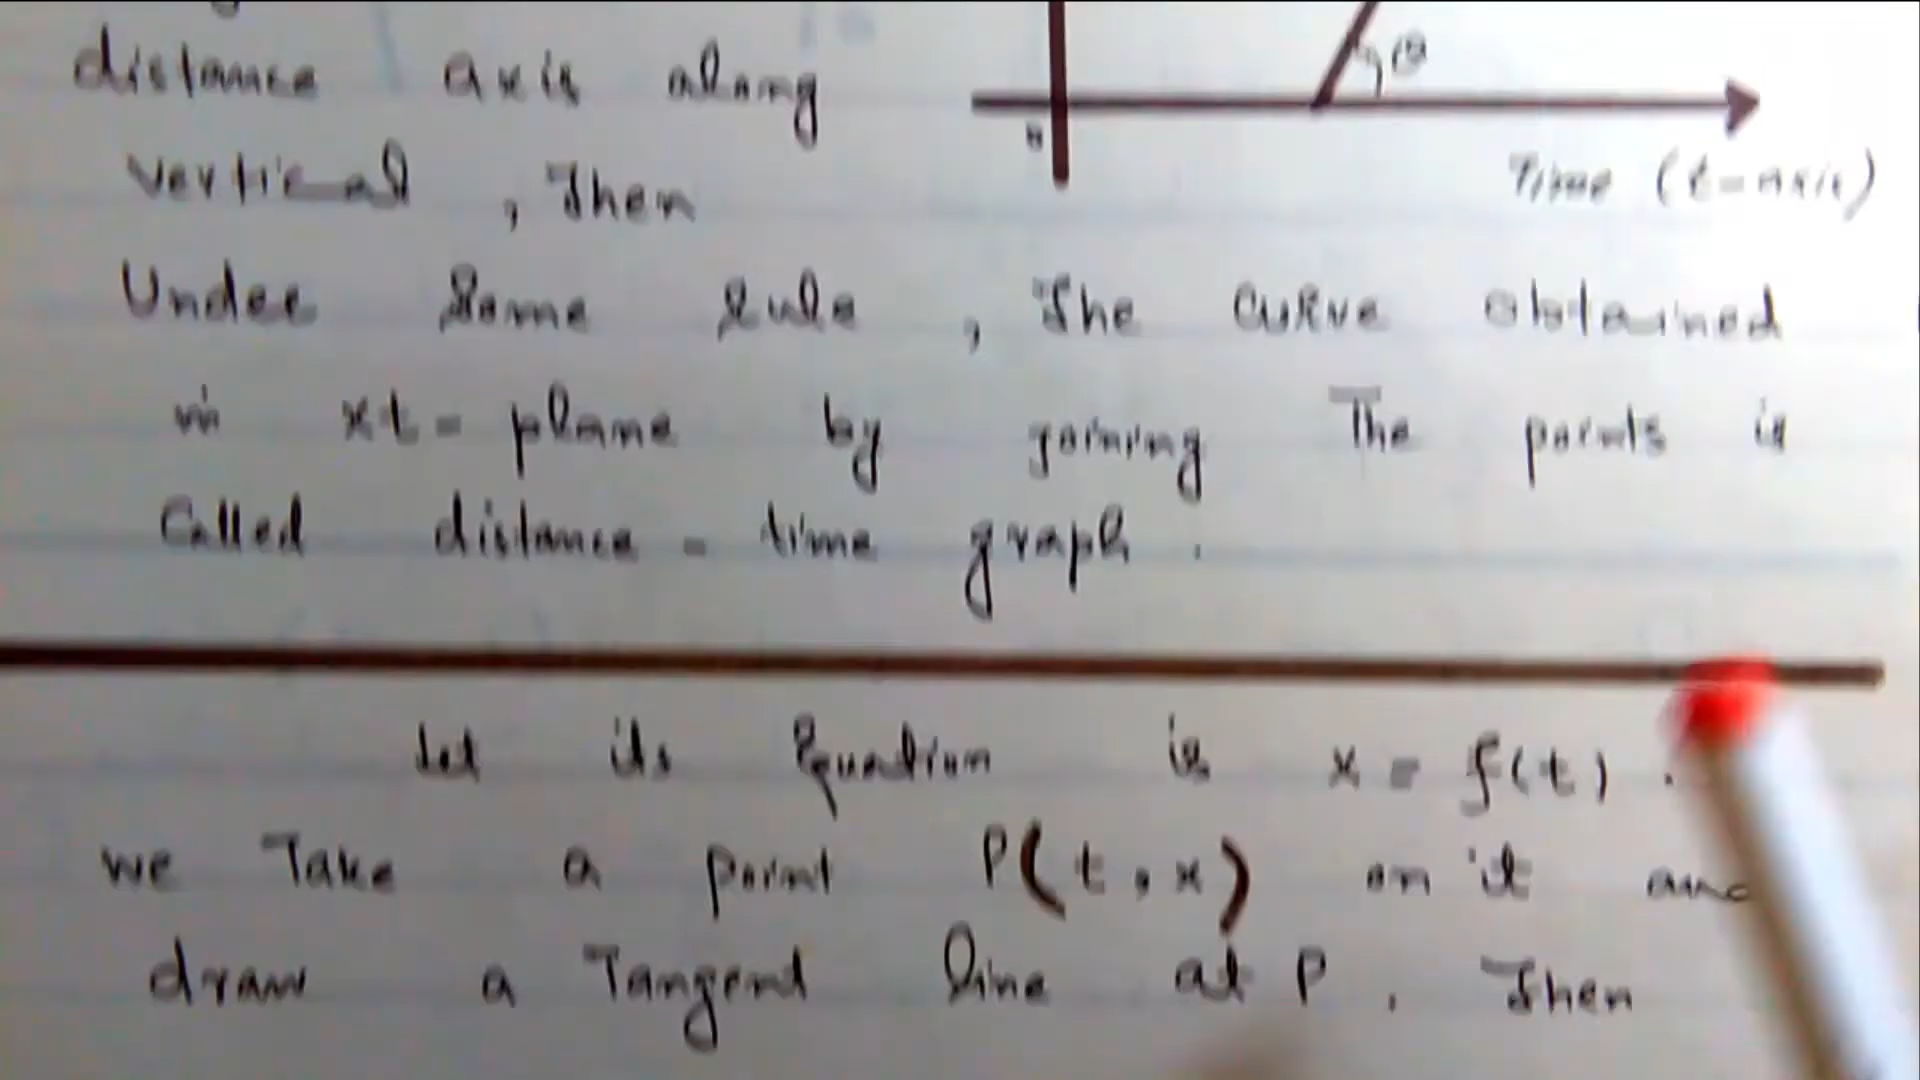 distance axis along
θ
o
vertical , Then
Time (t-axis)
Under Some rule , The curve obtained
in xt- plane by joining The points is
Called distance - time graph .
Let its Equation is x = f(t) .
we Take a point P(t, x) on it and
draw a Tangent line at P . Then